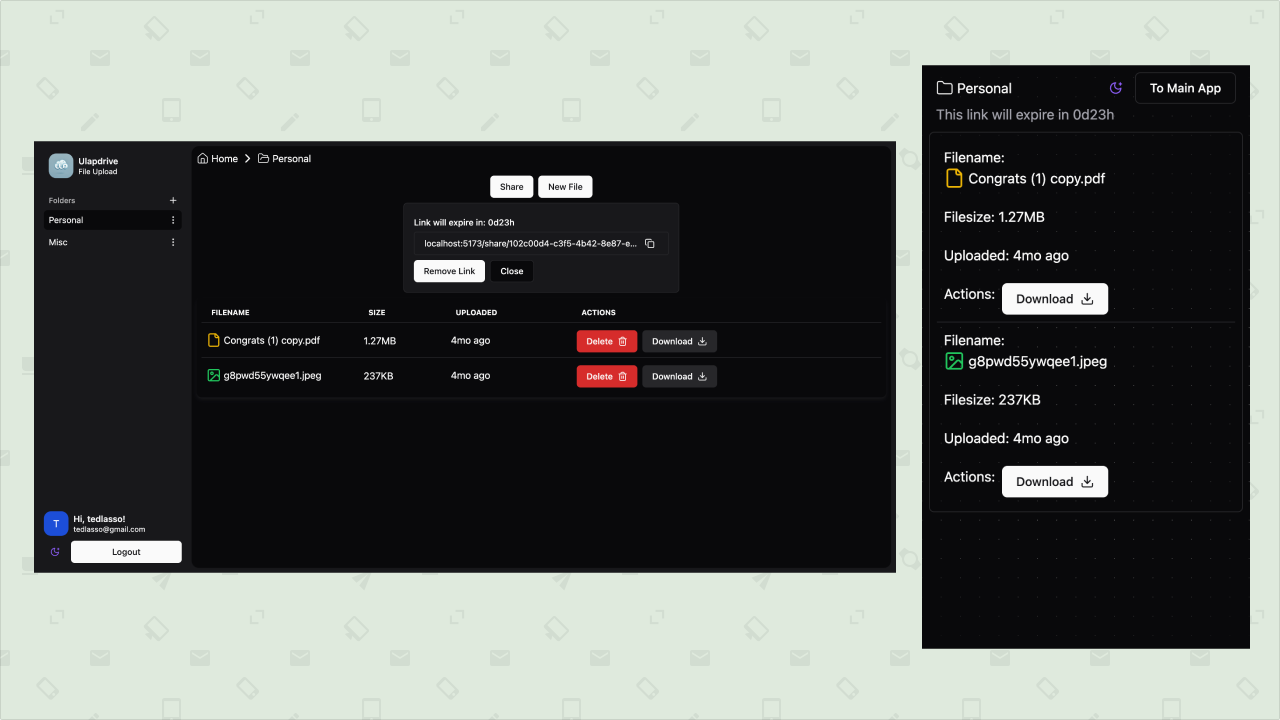 Ulapdrive
File Upload
Folders
Personal
Misc
Hi, tedlasso!
T
tedlasso@gmail.com
Logout
Home Personal
Share New File
Link will expire in: 0d23h
localhost:5173/share/102c00d4-c3f5-4b42-8e87-e...
Remove Link Close
FILENAME SIZE UPLOADED ACTIONS
Congrats (1) copy.pdf 1.27MB 4mo ago Delete Download
g8pwd55ywqee1.jpeg 237KB 4mo ago Delete Download
Personal To Main App
This link will expire in 0d23h
Filename:
Congrats (1) copy.pdf
Filesize: 1.27MB
Uploaded: 4mo ago
Actions: Download
Filename:
g8pwd55ywqee1.jpeg
Filesize: 237KB
Uploaded: 4mo ago
Actions: Download